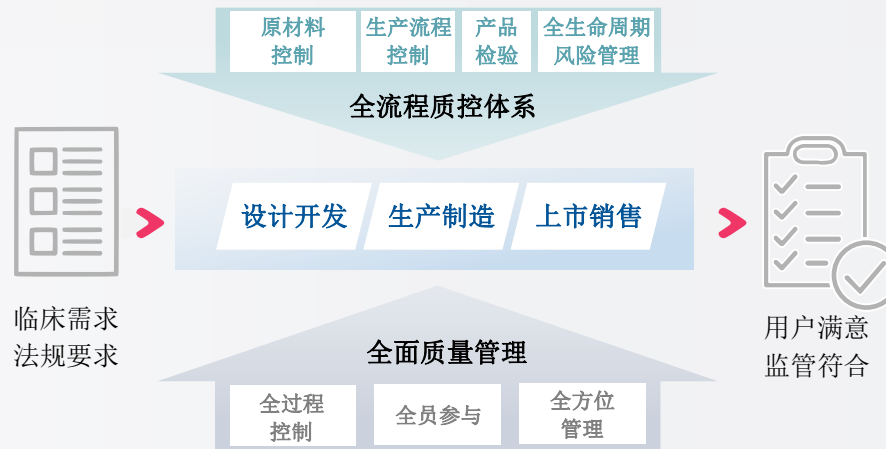 原材料
控制
生产流程
控制
产品
检验
全生命周期
风险管理
全流程质控体系
设计开发
生产制造
上市销售
临床需求
法规要求
用户满意
监管符合
全面质量管理
全过程
控制
全员参与
全方位
管理